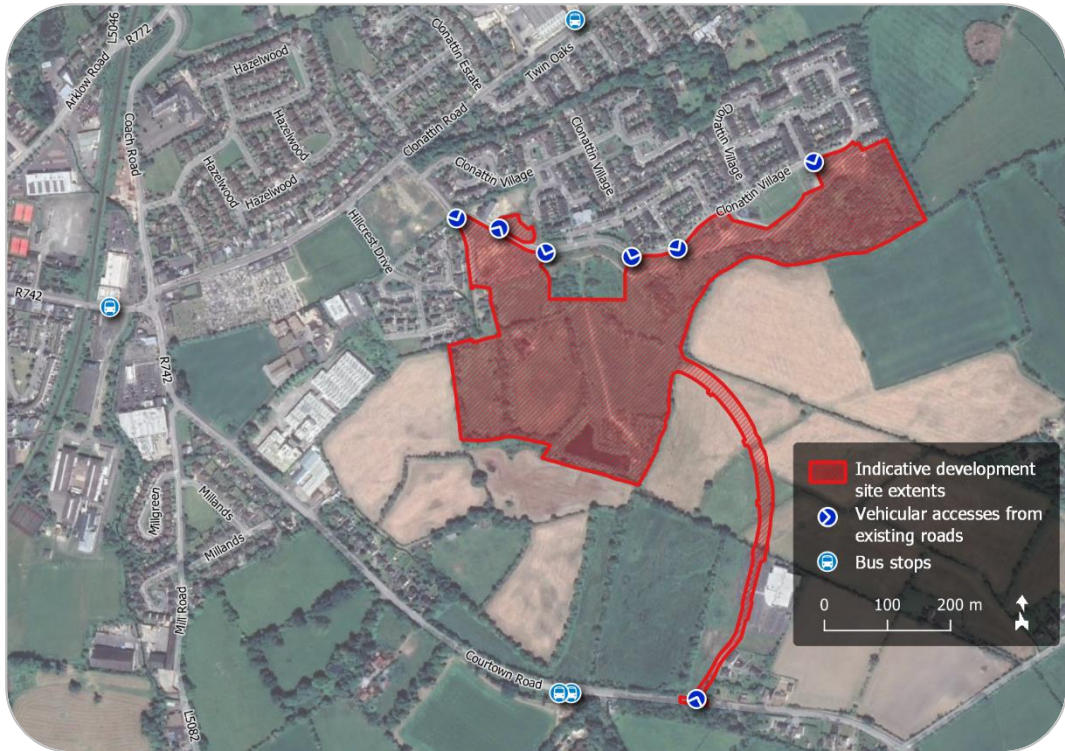 L5046
R772
Arklow Road
Coach Road
Hazelwood
Hazelwood
Hazelwood
Hazelwood
Clonattin Estate
Twin Oaks
Clonattin Road
Clonattin Village
Clonattin Village
Clonattin Village
Dona
Clonattin Village
Hillcrest Drive
R742
R742
Millgreen
Millands
Millands
Mill Road
L5082
Courtown Road
Indicative development
site extents
Vehicular accesses from
existing roads
Bus stops
0 100 200 m